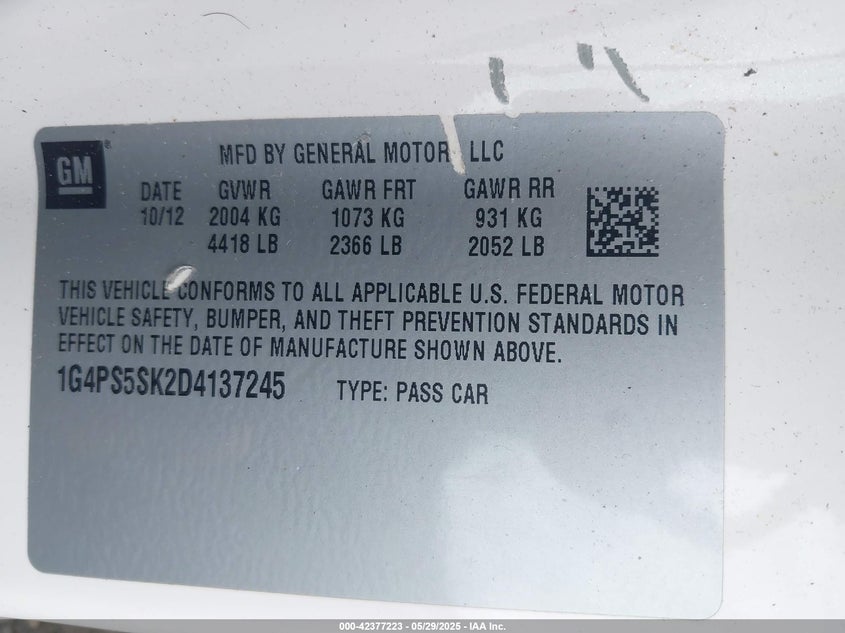 GM
MFD BY GENERAL MOTOR LLC
DATE GVWR GAWR FRT GAWR RR
10/12 2004 KG 1073 KG 931 KG
4418 LB 2366 LB 2052 LB
THIS VEHICLE CONFORMS TO ALL APPLICABLE U.S. FEDERAL MOTOR
VEHICLE SAFETY, BUMPER, AND THEFT PREVENTION STANDARDS IN
EFFECT ON THE DATE OF MANUFACTURE SHOWN ABOVE.
1G4PS5SK2D4137245 TYPE: PASS CAR
000-42377223 - 05/29/2025 - IAA Inc.